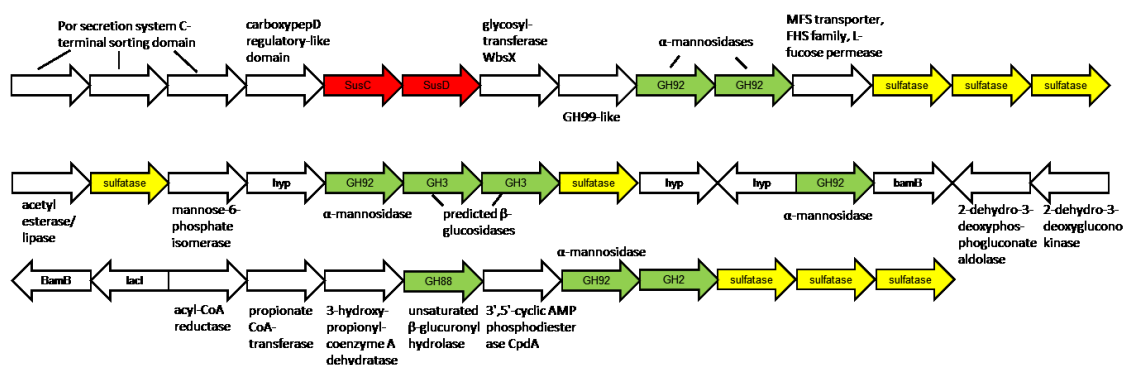 Por secretion system C-
terminal sorting domain
carboxypepD
regulatory-like
domain
glycosyl-
transferase
WbsX
α-mannosidases
MFS transporter,
FHS family, L-
fucose permease
SusC
SusD
GH92
GH92
sulfatase
sulfatase
sulfatase
GH99-like
sulfatase
hyp
GH92
GH3
GH3
sulfatase
hyp
hyp
GH92
bamB
acetyl
esterase/
lipase
mannose-6-
phosphate
isomerase
α-mannosidase
predicted β-
glucosidases
α-mannosidase
2-dehydro-3-
deoxyphos-
phogluconate
aldolase
2-dehydro-3-
deoxyglucono
kinase
α-mannosidase
BamB
lacI
GH88
GH92
GH2
sulfatase
sulfatase
sulfatase
acyl-CoA
reductase
propionate
CoA-
transferase
3-hydroxy-
propionyl-
coenzyme A
dehydratase
unsaturated
β-glucuronyl
hydrolase
3',5'-cyclic AMP
phosphodiester
ase CpdA